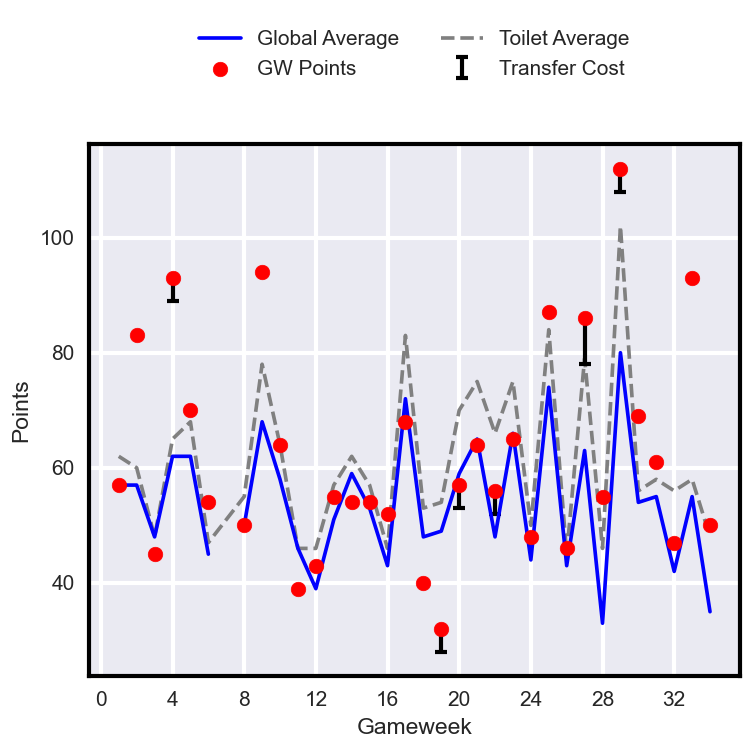 Global Average Toilet Average
GW Points Transfer Cost
100
80
60
40
Points
0 4 8 12 16 20 24 28 32
Gameweek